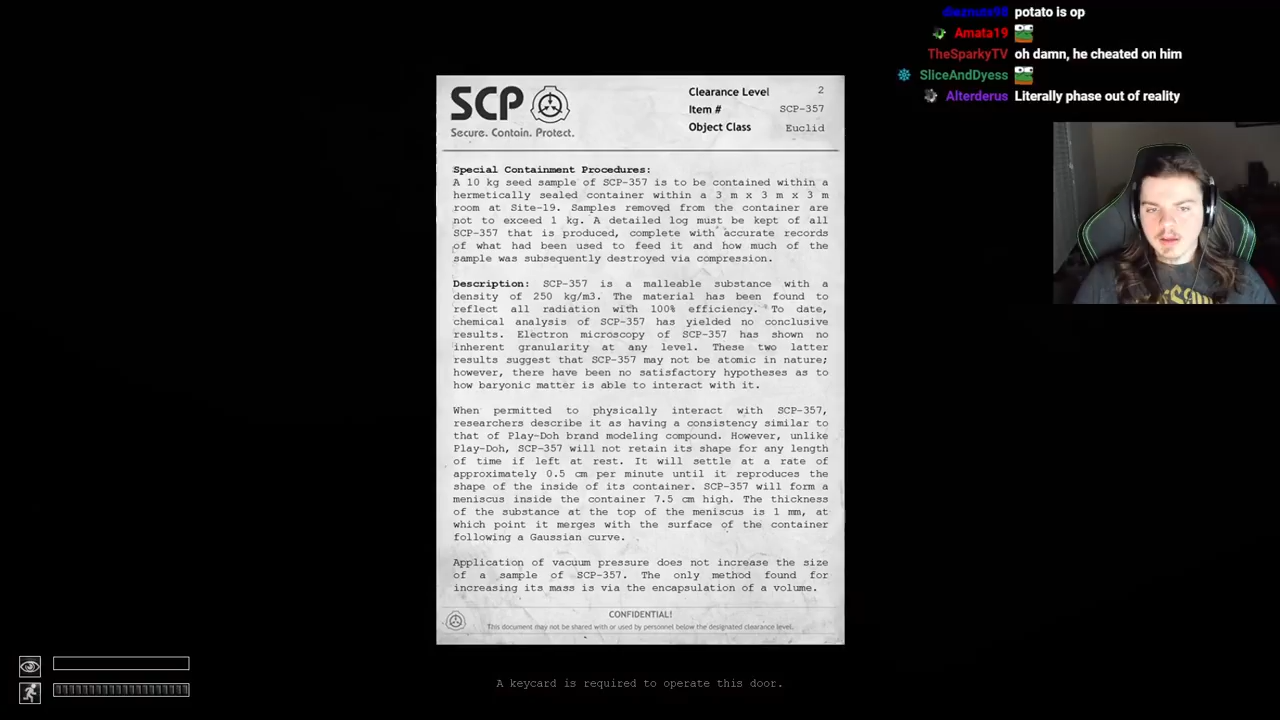 dieznuts98 potato is op
Amata19
TheSparkyTV oh damn, he cheated on him
SliceAndDyess
Alterderus Literally phase out of reality
SCP
Secure. Contain. Protect.
Clearance Level 2
Item # SCP-357
Object Class Euclid
Special Containment Procedures:
A 10 kg seed sample of SCP-357 is to be contained within a
hermetically sealed container within a 3 m x 3 m x 3 m
room at Site-19. Samples removed from the container are
not to exceed 1 kg. A detailed log must be kept of all
SCP-357 that is produced, complete with accurate records
of what had been used to feed it and how much of the
sample was subsequently destroyed via compression.
Description: SCP-357 is a malleable substance with a
density of 250 kg/m3. The material has been found to
reflect all radiation with 100% efficiency. To date,
chemical analysis of SCP-357 has yielded no conclusive
results. Electron microscopy of SCP-357 has shown no
inherent granularity at any level. These two latter
results suggest that SCP-357 may not be atomic in nature;
however, there have been no satisfactory hypotheses as to
how baryonic matter is able to interact with it.
When permitted to physically interact with SCP-357,
researchers describe it as having a consistency similar to
that of Play-Doh brand modeling compound. However, unlike
Play-Doh, SCP-357 will not retain its shape for any length
of time if left at rest. It will settle at a rate of
approximately 0.5 cm per minute until it reproduces the
shape of the inside of its container. SCP-357 will form a
meniscus inside the container 7.5 cm high. The thickness
of the substance at the top of the meniscus is 1 mm, at
which point it merges with the surface of the container
following a Gaussian curve.
Application of vacuum pressure does not increase the size
of a sample of SCP-357. The only method found for
increasing its mass is via the encapsulation of a volume.
CONFIDENTIAL!
This document may not be shared with or used by personnel below the designated clearance level.
A keycard is required to operate this door.